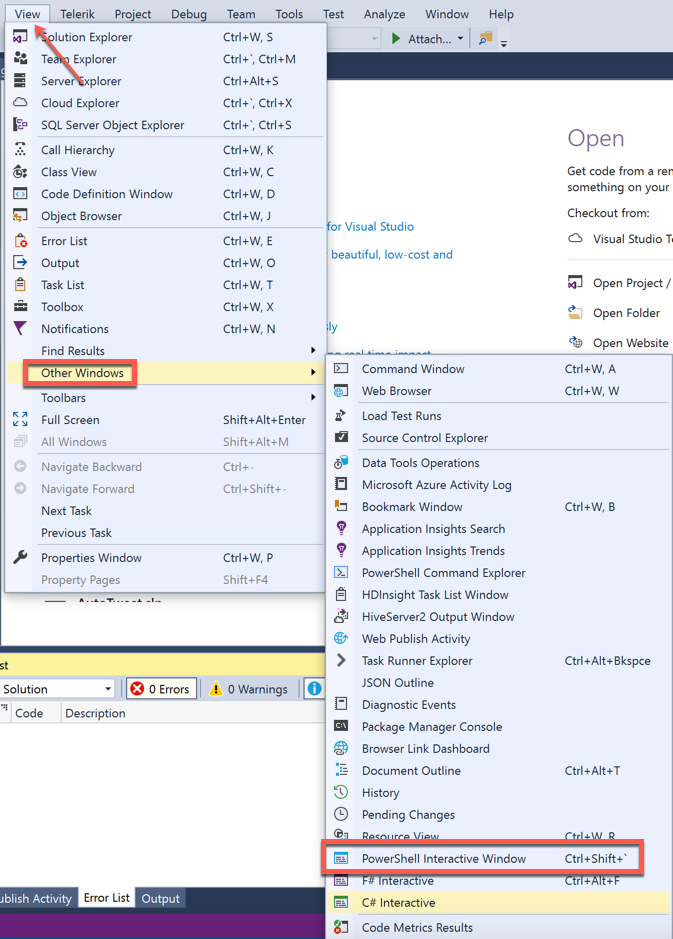 View Telerik Project Debug Team Tools Test Analyze Window Help
Attach...
Solution Explorer Ctrl+W, S
Team Explorer Ctrl+`, Ctrl+M
Server Explorer Ctrl+Alt+S
Cloud Explorer Ctrl+`, Ctrl+X
SQL Server Object Explorer Ctrl+`, Ctrl+S
Call Hierarchy Ctrl+W, K
Class View Ctrl+W, C
Code Definition Window Ctrl+W, D
Object Browser Ctrl+W, J
Error List Ctrl+W, E
Output Ctrl+W, O
Task List Ctrl+W, T
Toolbox Ctrl+W, X
Notifications Ctrl+W, N
Find Results
Other Windows
Toolbars
Full Screen Shift+Alt+Enter
All Windows Shift+Alt+M
Navigate Backward Ctrl+-
Navigate Forward Ctrl+Shift+-
Next Task
Previous Task
Properties Window Ctrl+W, P
Property Pages Shift+F4
for Visual Studio
beautiful, low-cost and
ly
real time impact
Open
Get code from a rem
something on your
Checkout from:
Visual Studio Te
Open Project /
Open Folder
Open Website
Command Window Ctrl+W, A
Web Browser Ctrl+W, W
Load Test Runs
Source Control Explorer
Data Tools Operations
Microsoft Azure Activity Log
Bookmark Window Ctrl+W, B
Application Insights Search
Application Insights Trends
PowerShell Command Explorer
HDInsight Task List Window
HiveServer2 Output Window
Web Publish Activity
Task Runner Explorer Ctrl+Alt+Bkspce
JSON Outline
Diagnostic Events
Package Manager Console
Browser Link Dashboard
Document Outline Ctrl+Alt+T
History
Pending Changes
Resource View Ctrl+W, R
PowerShell Interactive Window Ctrl+Shift+`
F# Interactive Ctrl+Alt+F
C# Interactive
Code Metrics Results
AutoTweet.sln
st
Solution 0 Errors 0 Warnings
Code Description
ublish Activity Error List Output